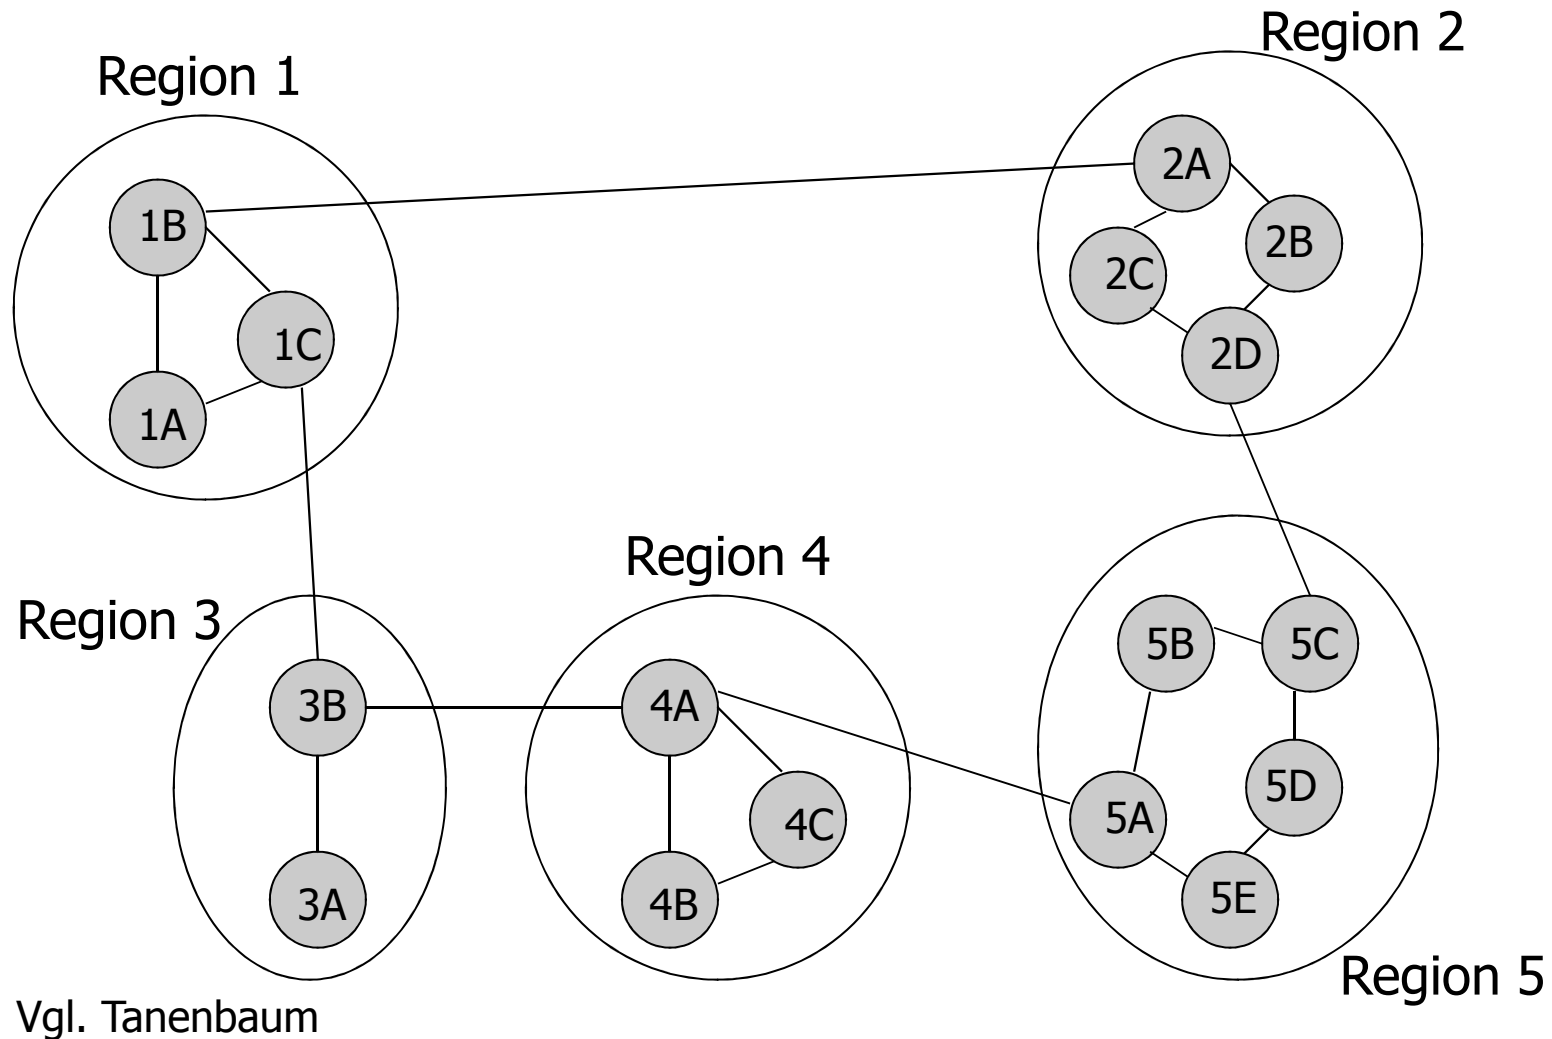 Region 2
Region 1
2A
1B
2B
2C
1C
2D
1A
Region 4
Region 3
5B
5C
3B
4A
5D
4C
5A
3A
4B
5E
Region 5
Vgl. Tanenbaum